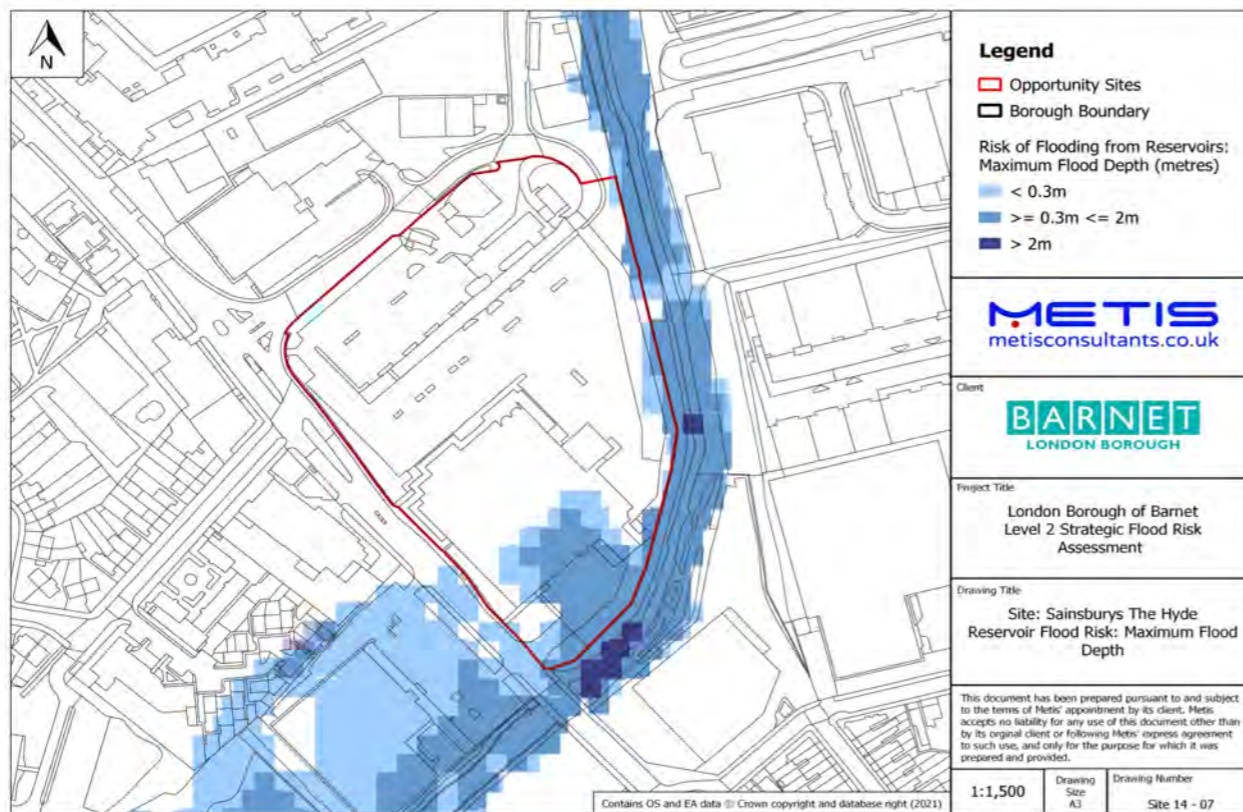 N
Legend
Opportunity Sites
Borough Boundary
Risk of Flooding from Reservoirs:
Maximum Flood Depth (metres)
< 0.3m
>= 0.3m <= 2m
> 2m
METIS
metisconsultants.co.uk
Client
BARNET
LONDON BOROUGH
Project Title
London Borough of Barnet
Level 2 Strategic Flood Risk
Assessment
Drawing Title
Site: Sainsburys The Hyde
Reservoir Flood Risk: Maximum Flood
Depth
This document has been prepared pursuant to and subject
to the terms of Metis' appointment by its client. Metis
accepts no liability for any use of this document other than
by its orginal client or following Metis' express agreement
to such use, and only for the purpose for which it was
prepared and provided.
1:1,500
Drawing
Size
A3
Drawing Number
Site 14 - 07
Contains OS and EA data © Crown copyright and database right (2021)